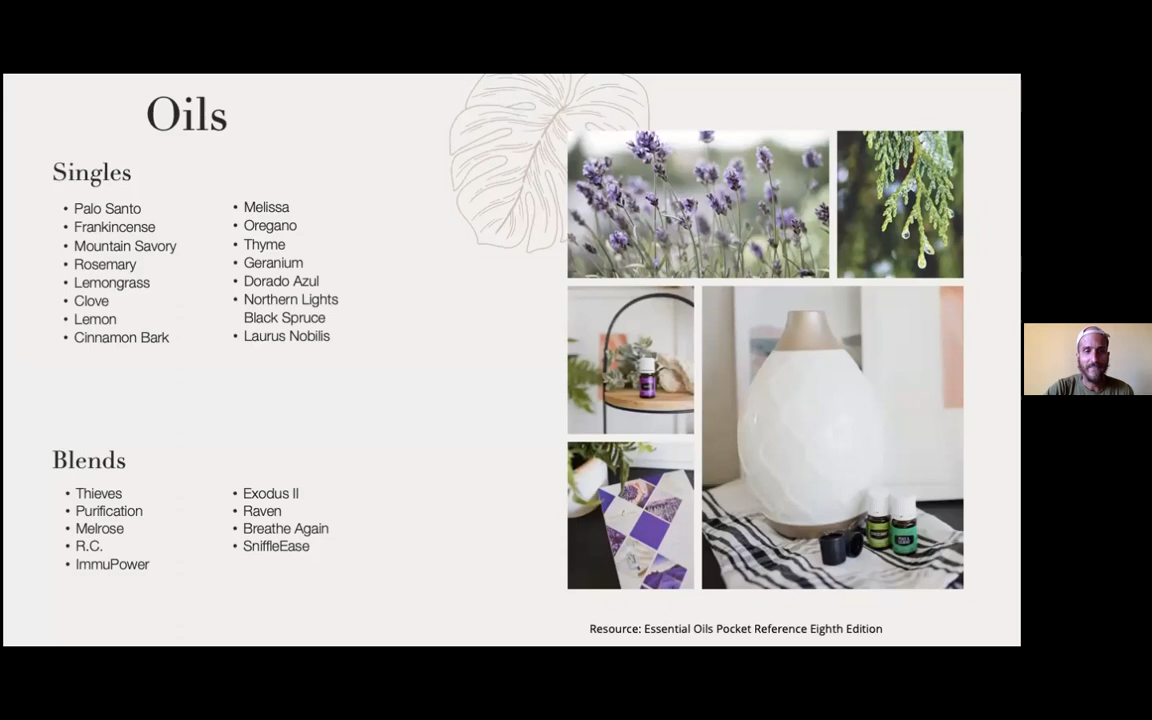 Oils
Singles
• Palo Santo
• Frankincense
• Mountain Savory
• Rosemary
• Lemongrass
• Clove
• Lemon
• Cinnamon Bark
• Melissa
• Oregano
• Thyme
• Geranium
• Dorado Azul
• Northern Lights
Black Spruce
• Laurus Nobilis
Blends
• Thieves
• Purification
• Melrose
• R.C.
• ImmuPower
• Exodus II
• Raven
• Breathe Again
• SniffleEase
Resource: Essential Oils Pocket Reference Eighth Edition